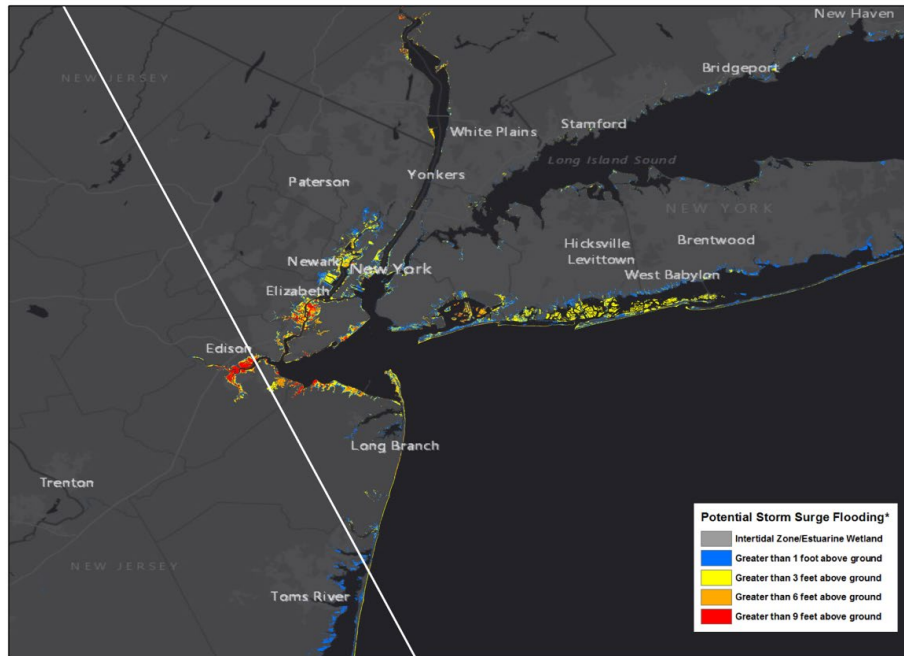 New Haven
NEW JERSEY
Bridgeport
White Plains
Stamford
Long Island Sound
Paterson
Yonkers
NEW YORK
Hicksville
Brentwood
Levittown
Newark
New York
West Babylon
Elizabeth
Edison
Long Branch
Trenton
NEW JERSEY
Toms River
Potential Storm Surge Flooding*
Intertidal Zone/Estuarine Wetland
Greater than 1 foot above ground
Greater than 3 feet above ground
Greater than 6 feet above ground
Greater than 9 feet above ground